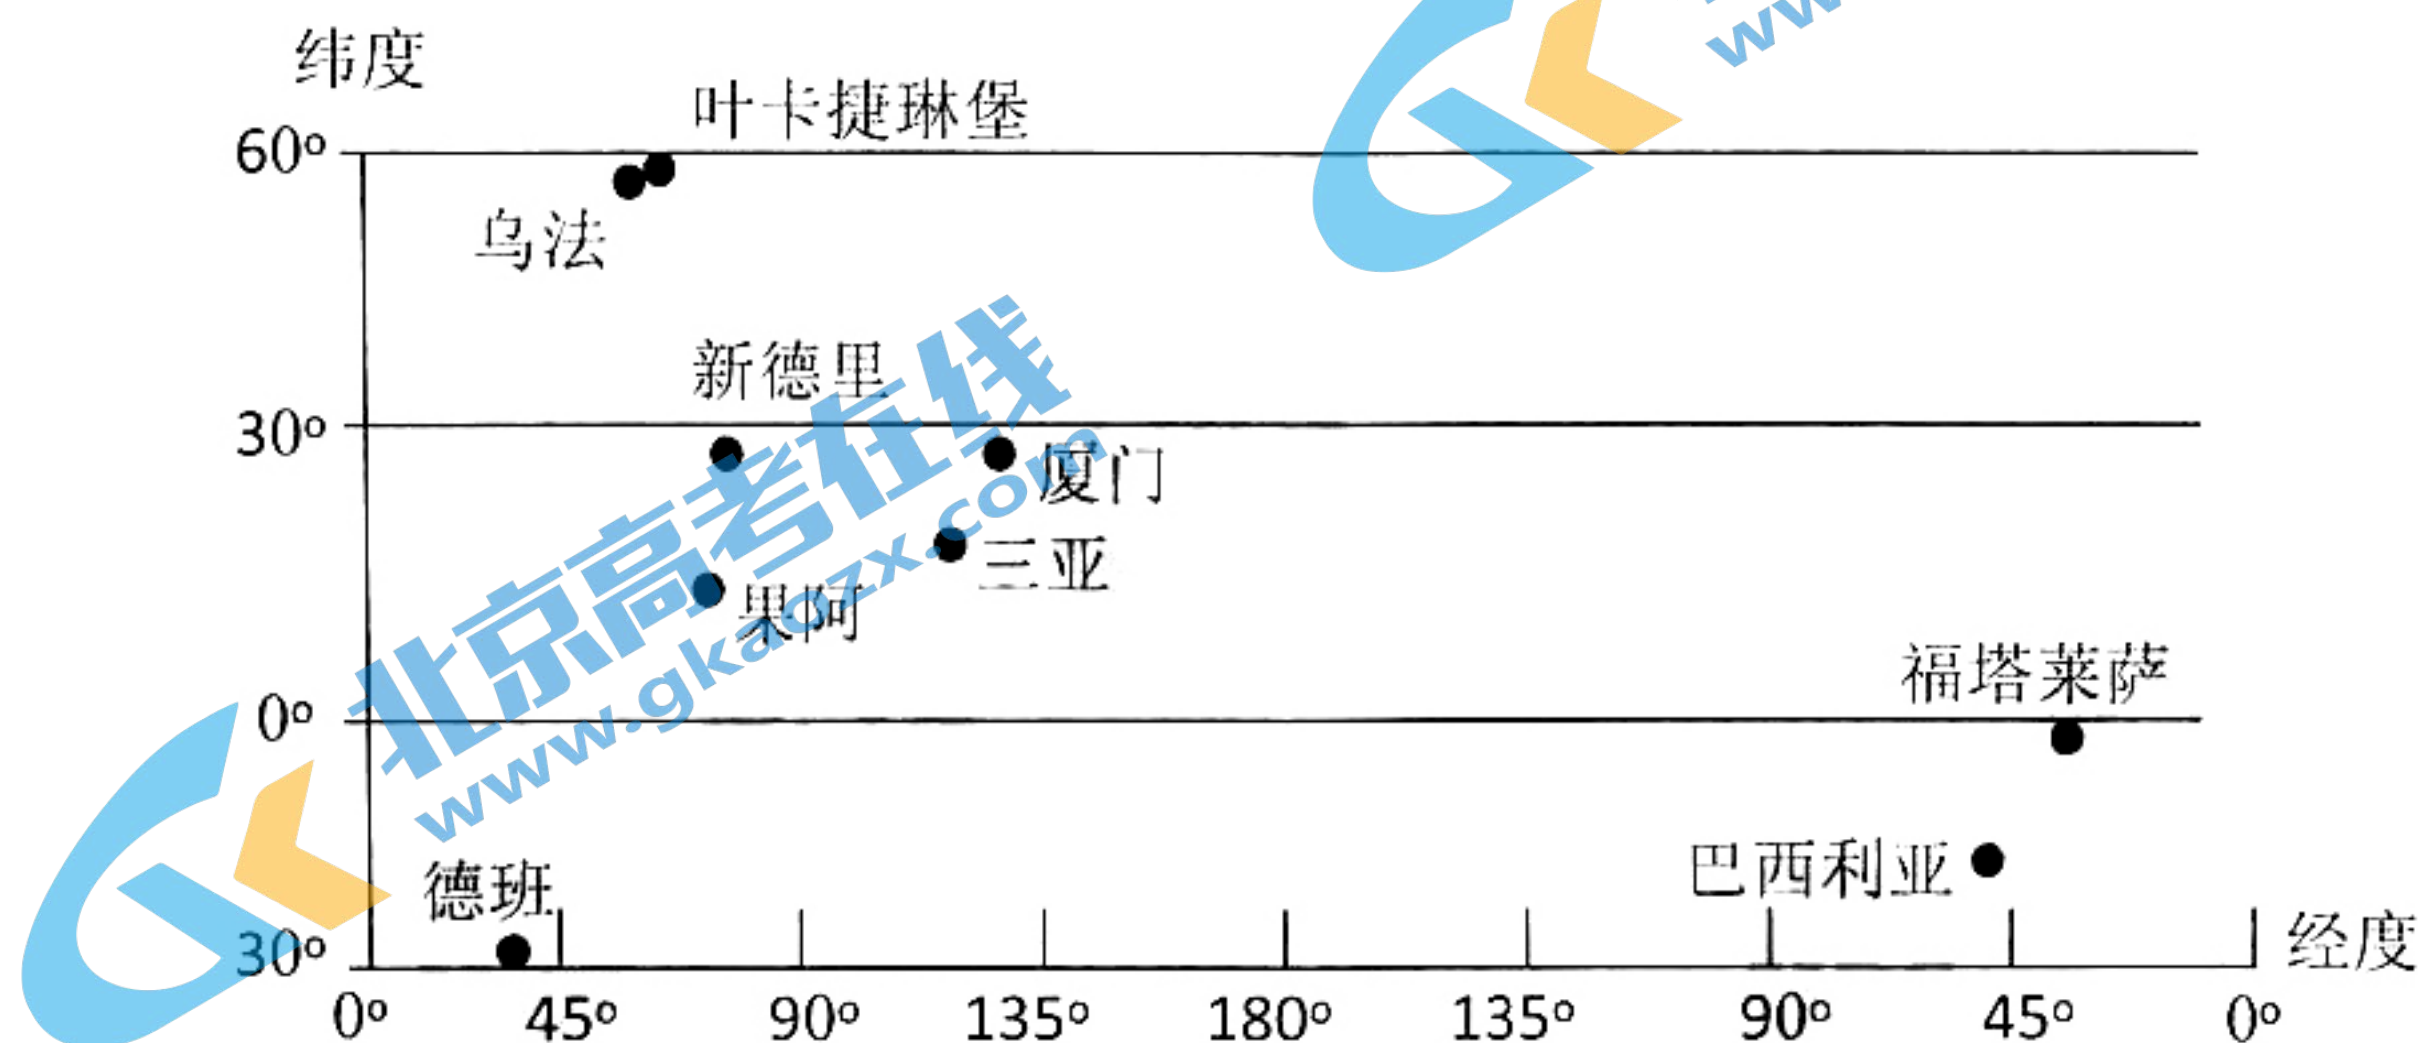 纬度
叶卡捷琳堡
60°
乌法
新德里
30°
厦门
三亚
果阿
福塔莱萨
0°
巴西利亚
德班
30°
经度
0° 45° 90° 135° 180° 135° 90° 45° 0°
北京高考在线
www.gkaozx.com
ww